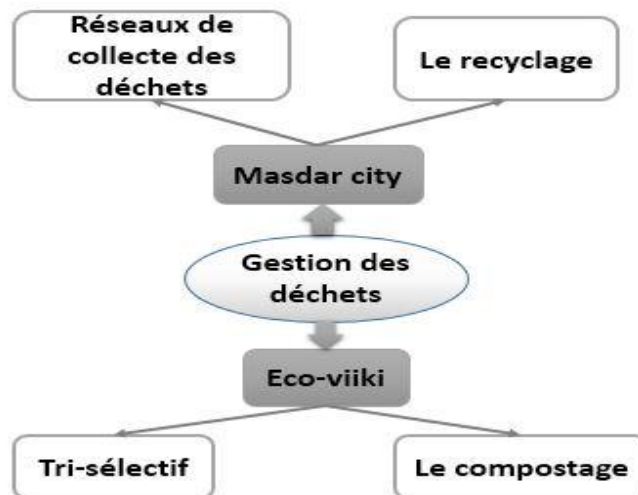 Réseaux de
collecte des
déchets
Le recyclage
Masdar city
Gestion des
déchets
Eco-viiki
Tri-sélectif
Le compostage